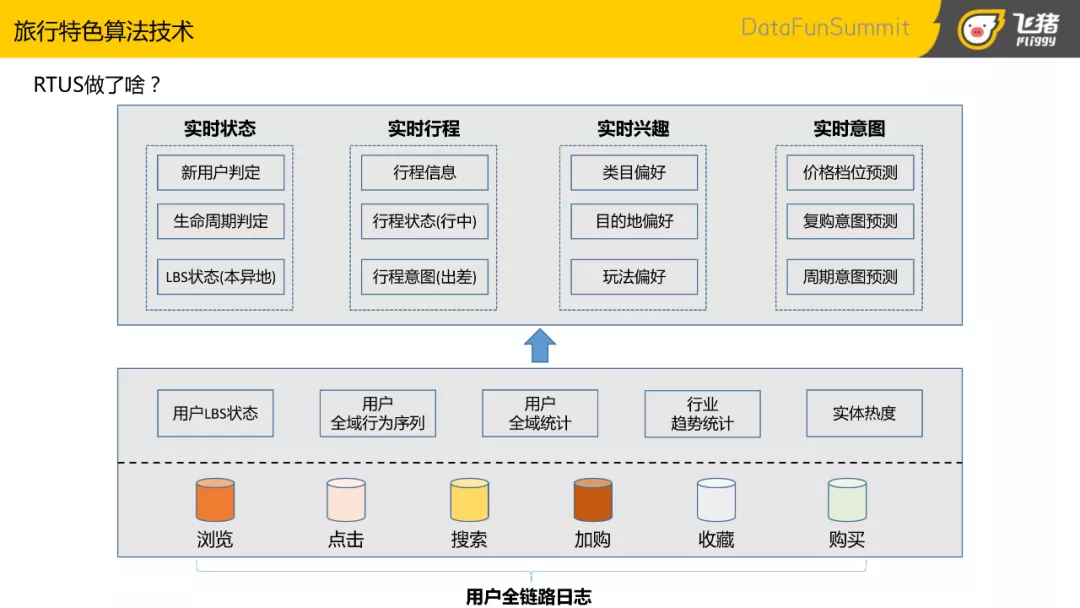 旅行特色算法技术
DataFunSummit
飞猪
Fliggy
RTUS做了啥？
实时状态
实时行程
实时兴趣
实时意图
新用户判定
行程信息
类目偏好
价格档位预测
生命周期判定
行程状态(行中)
目的地偏好
复购意图预测
LBS状态(本异地)
行程意图(出差)
玩法偏好
周期意图预测
用户LBS状态
用户
全域行为序列
用户
全域统计
行业
趋势统计
实体热度
浏览
点击
搜索
加购
收藏
购买
用户全链路日志